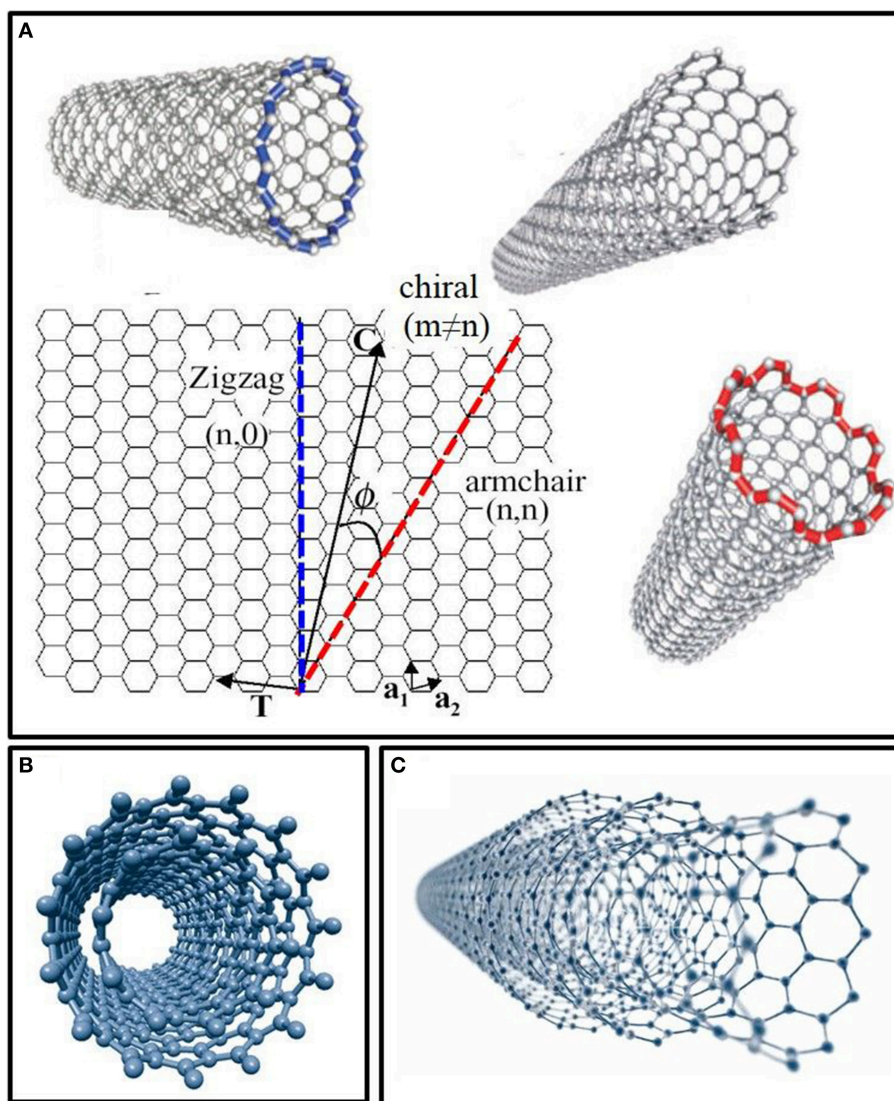 A
chiral
(m≠n)
C
Zigzag
(n,0)
ϕ
armchair
(n,n)
T
a₁
a₂
B
C